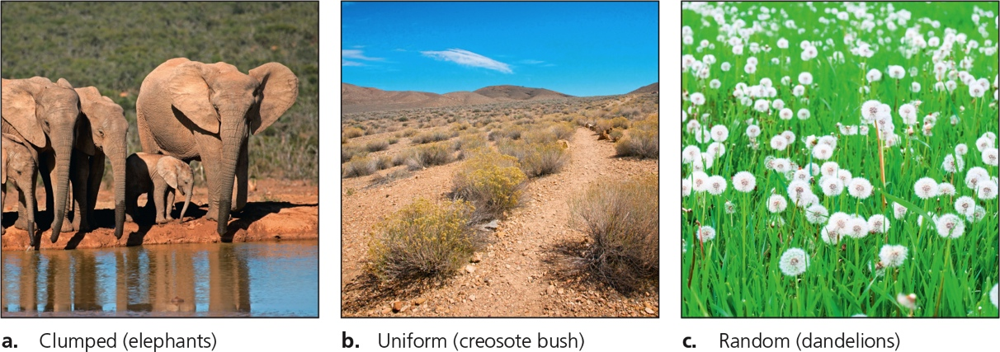 a. Clumped (elephants)
b. Uniform (creosote bush)
c. Random (dandelions)